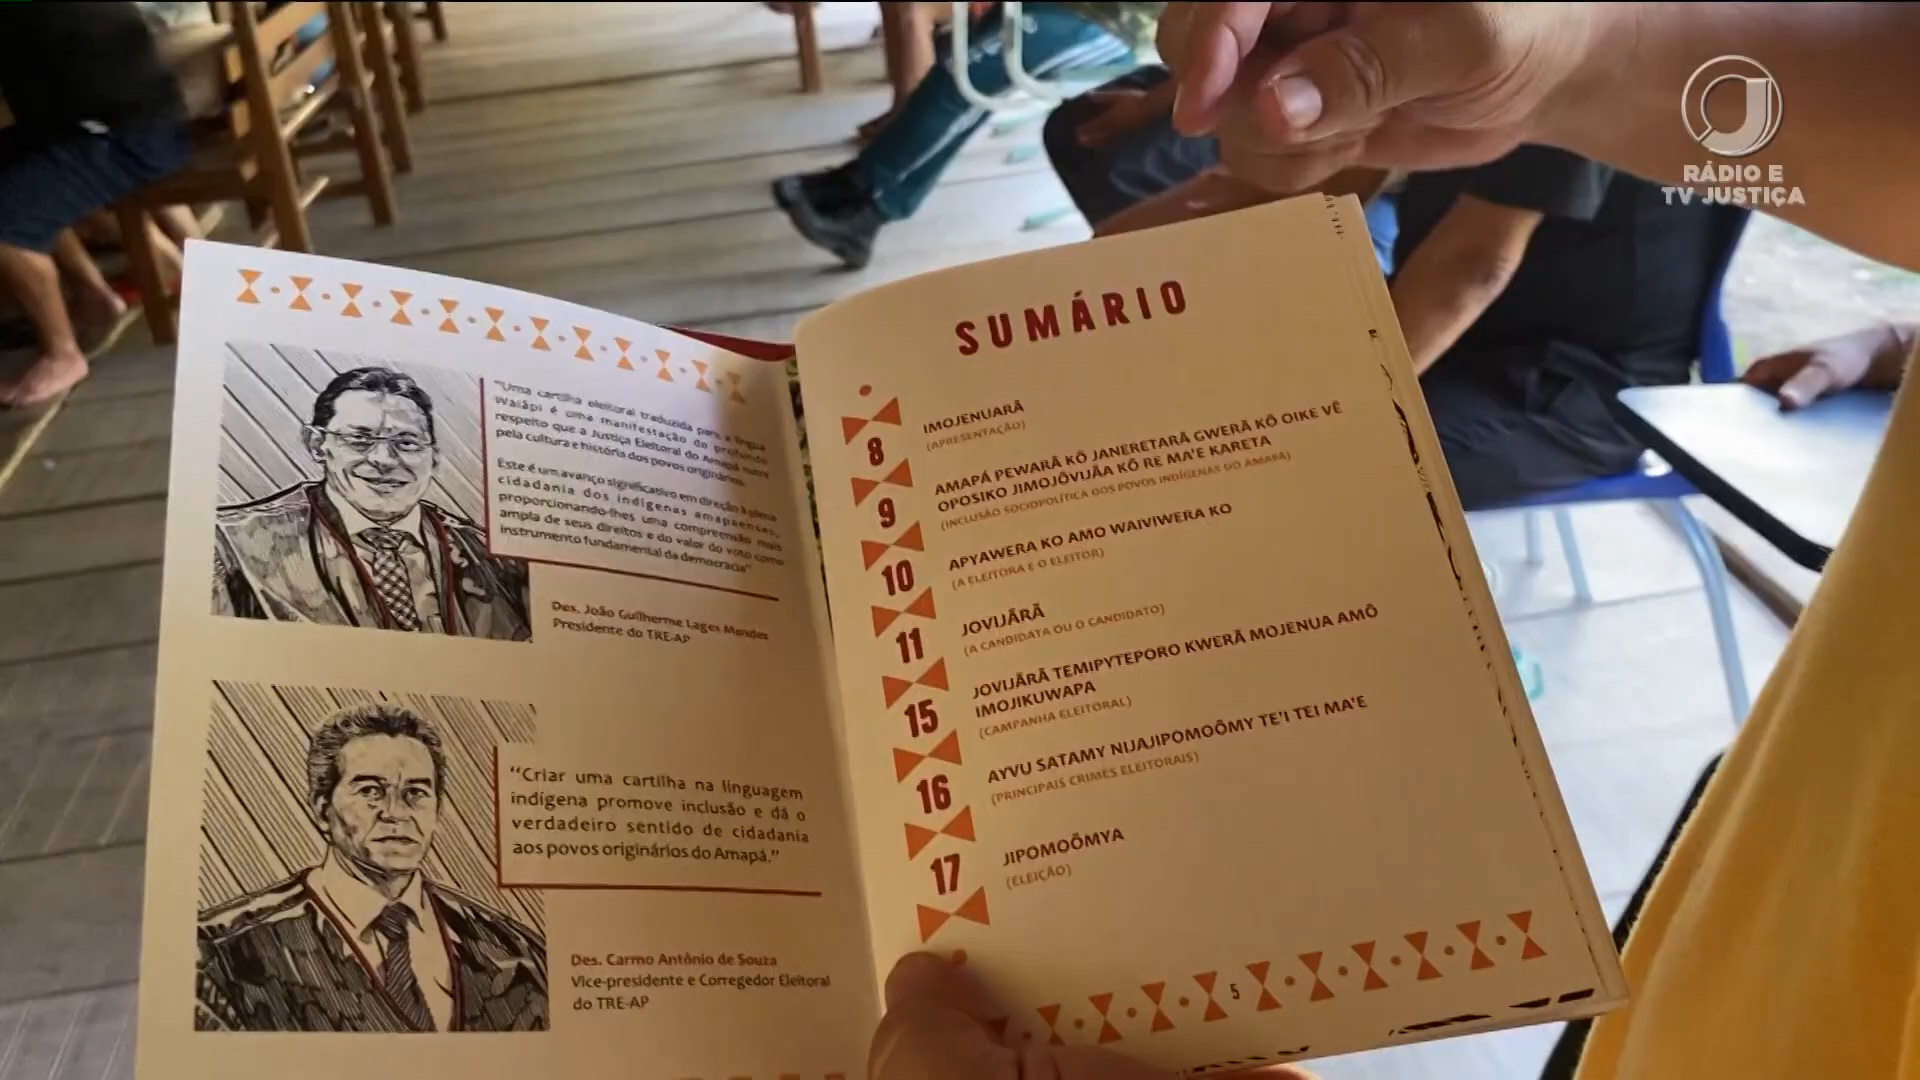 RÁDIO E
TV JUSTIÇA
"Uma cartilha eleitoral traduzida para a língua
Waiãpi é uma manifestação do profundo
respeito que a Justiça Eleitoral do Amapá nutre
pela cultura e história dos povos originários.
Este é um avanço significativo em direção à plena
cidadania dos indígenas amapaenses,
proporcionando-lhes uma compreensão mais
ampla de seus direitos e do valor do voto como
instrumento fundamental da democracia"
Des. João Guilherme Lages Mendes
Presidente do TRE-AP
"Criar uma cartilha na linguagem
indígena promove inclusão e dá o
verdadeiro sentido de cidadania
aos povos originários do Amapá."
Des. Carmo Antônio de Souza
Vice-presidente e Corregedor Eleitoral
do TRE-AP
SUMÁRIO
8 IMOJENUARÃ
(APRESENTAÇÃO)
9 AMAPÁ PEWARÃ KÕ JANERETARÃ GWERÃ KÕ OIKE VÊ
OPOSIKO JIMOJÕVIJÃA KÕ RE MA'E KARETA
(INCLUSÃO SOCIOPOLÍTICA DOS POVOS INDÍGENAS DO AMAPÁ)
10 APYAWERA KO AMO WAIVIWERA KO
(A ELEITORA E O ELEITOR)
11 JOVIJÃRÃ
(A CANDIDATA OU O CANDIDATO)
15 JOVIJÃRÃ TEMIPYTEPORO KWERÃ MOJENUA AMÕ
IMOJIKUWAPA
(CAMPANHA ELEITORAL)
16 AYVU SATAMY NIJAJIPOMOÕMY TE'I TEI MA'E
(PRINCIPAIS CRIMES ELEITORAIS)
17 JIPOMOÕMYA
(ELEIÇÃO)
5